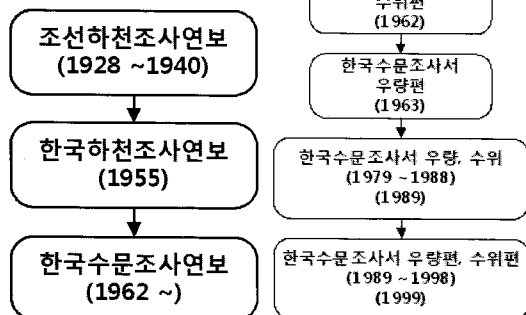 조선하천조사연보
(1928 ~1940)
한국하천조사연보
(1955)
한국수문조사연보
(1962 ~)
수위편
(1962)
한국수문조사서
우량편
(1963)
한국수문조사서 우량, 수위
(1979 ~1988)
(1989)
한국수문조사서 우량편, 수위편
(1989 ~1998)
(1999)